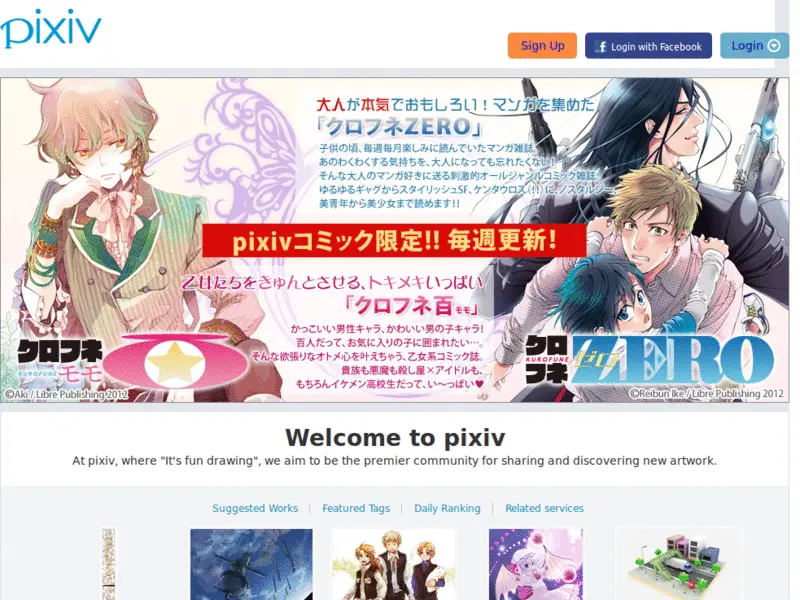 pixiv
Sign Up
Login with Facebook
Login
大人が本気でおもしろい！マンガを集めた
「クロフネZERO」
子供の頃、毎週毎月楽しみに読んでいたマンガ雑誌。
あのわくわくする気持ちを、大人になっても忘れたくない！
そんな大人のマンガ好きに送る刺激的オールジャンルコミック雑誌。
ゆるゆるギャグからスタイリッシュSF、ケンタウロス（！！）に、ノスタルジー、
美青年から美少女まで読めます！！
pixivコミック限定!! 毎週更新!
乙女たちをきゅんとさせる、トキメキいっぱい
「クロフネ百モモ」
かっこいい男性キャラ、かわいい男の子キャラ！
百人だって、お気に入りの子に囲まれたい…。
そんな欲張りなオトメ心を叶えちゃう、乙女系コミック誌。
貴族も悪魔も殺し屋×アイドルも、
もちろんイケメン高校生だって、い～っぱい♥
クロフネ
KUROFUNE モモ
©Aki / Libre Publishing 2012
クロ
KUROFUNE
フネ
ゼロ
ZERO
©Reibun Ike / Libre Publishing 2012
Welcome to pixiv
At pixiv, where "It's fun drawing", we aim to be the premier community for sharing and discovering new artwork.
Suggested Works
Featured Tags
Daily Ranking
Related services